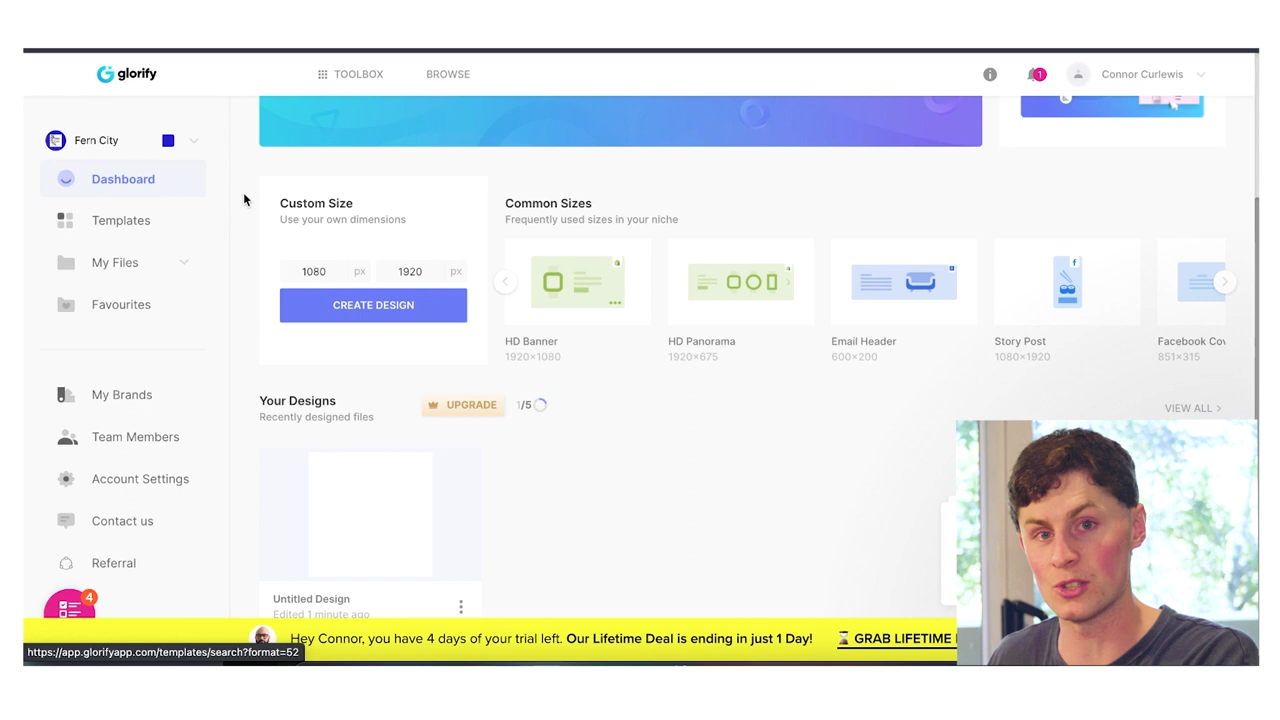 glorify
TOOLBOX
BROWSE
1
Connor Curlewis
Fern City
Dashboard
Templates
My Files
Favourites
My Brands
Team Members
Account Settings
Contact us
Referral
4
Custom Size
Use your own dimensions
1080 px 1920 px
CREATE DESIGN
Common Sizes
Frequently used sizes in your niche
HD Banner
1920×1080
HD Panorama
1920×675
Email Header
600×200
Story Post
1080×1920
Facebook Cov
851×315
Your Designs
Recently designed files
UPGRADE
1/5
VIEW ALL >
Untitled Design
Edited 1 minute ago
Hey Connor, you have 4 days of your trial left. Our Lifetime Deal is ending in just 1 Day!
GRAB LIFETIME
https://app.glorifyapp.com/templates/search?format=52